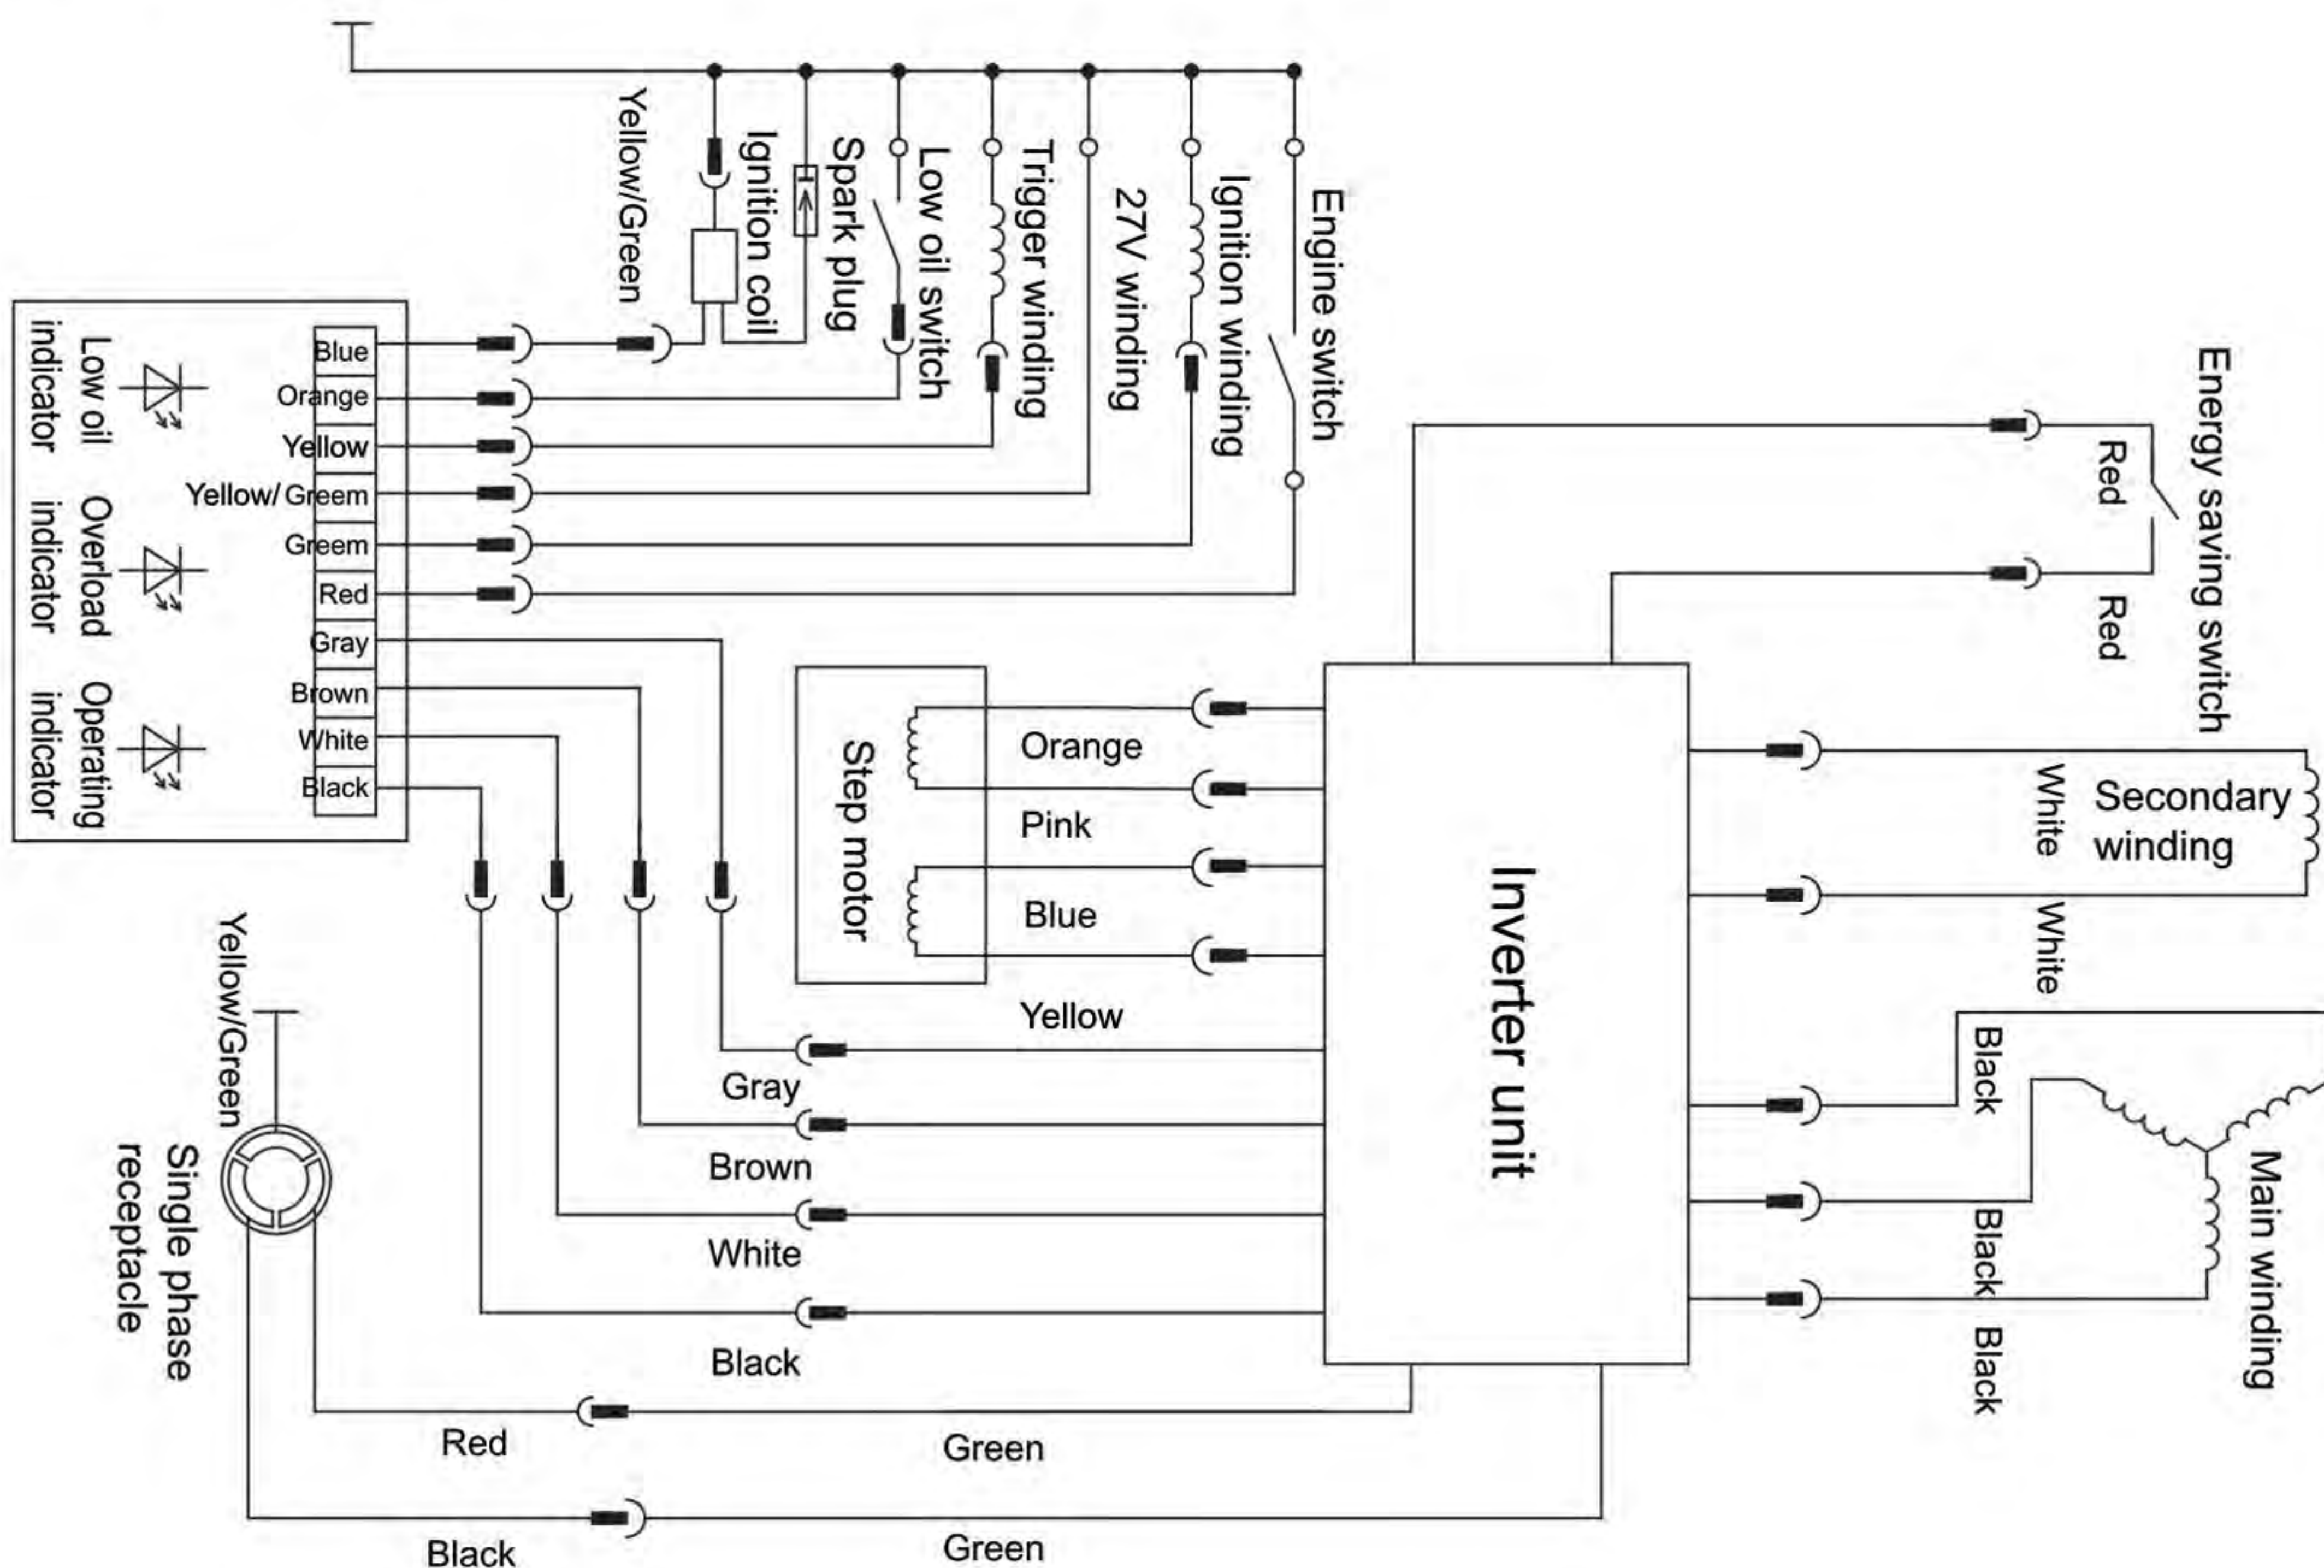 Yellow/Green
Ignition coil
Spark plug
Low oil switch
Trigger winding
27V winding
Ignition winding
Engine switch
Energy saving switch
Red
Red
Low oil
indicator
Overload
indicator
Operating
indicator
Blue
Orange
Yellow
Yellow/ Greem
Greem
Red
Gray
Brown
White
Black
Step motor
Orange
Pink
Blue
Yellow
Inverter unit
Secondary
winding
White
White
Black
Black
Black
Main winding
Gray
Brown
White
Black
Yellow/Green
Single phase
receptacle
Red
Green
Black
Green